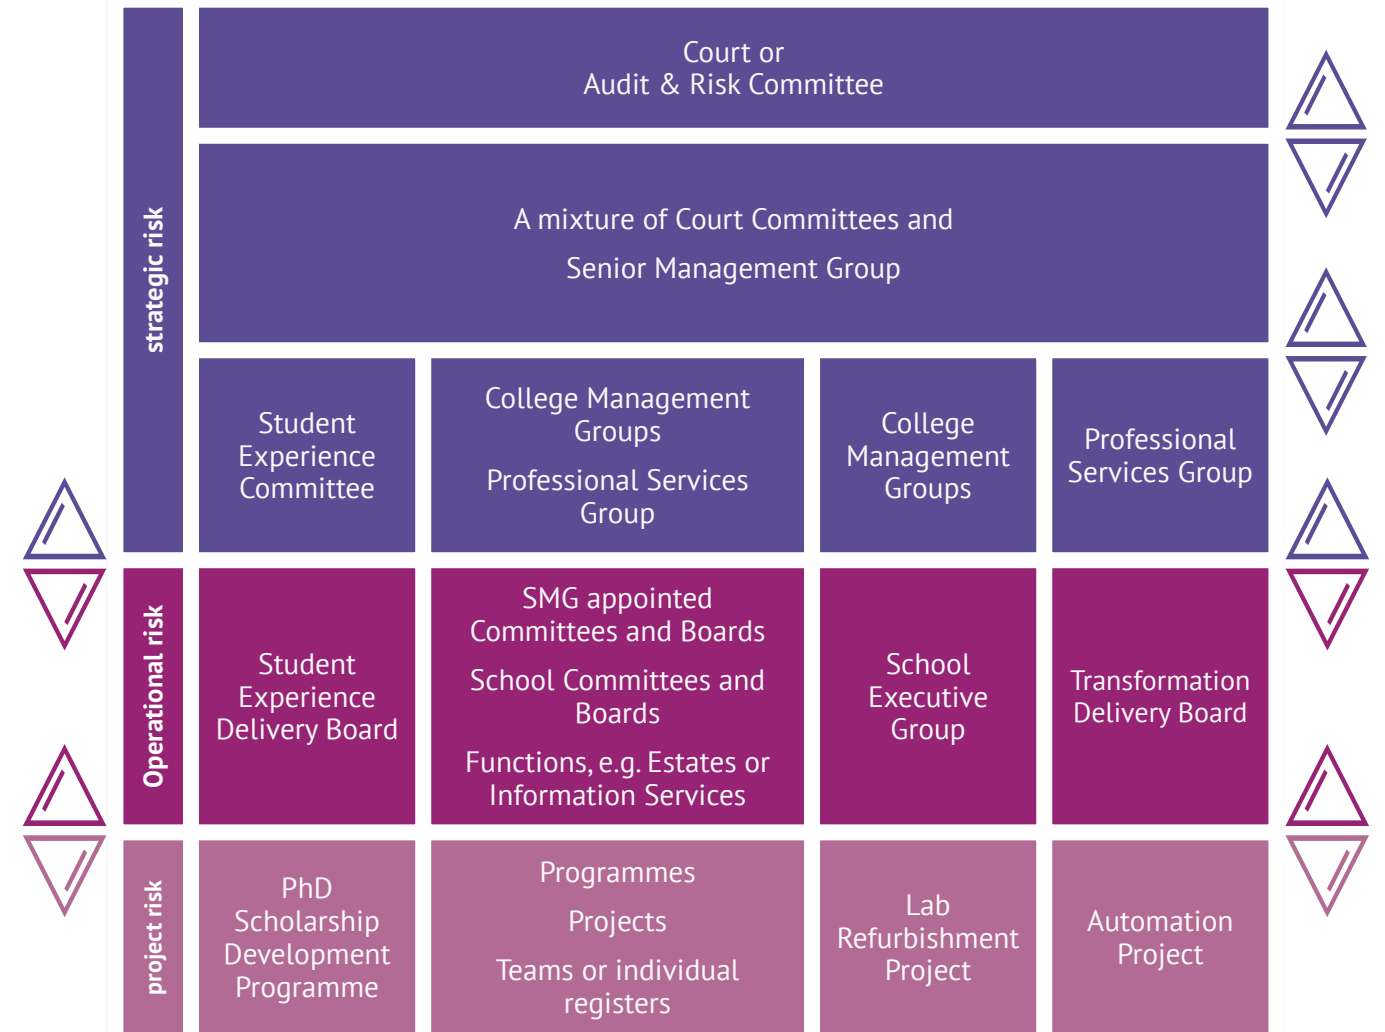 strategic risk
Court or
Audit & Risk Committee
A mixture of Court Committees and
Senior Management Group
Student
Experience
Committee
College Management
Groups
Professional Services
Group
College
Management
Groups
Professional
Services Group
Operational risk
Student
Experience
Delivery Board
SMG appointed
Committees and Boards
School Committees and
Boards
Functions, e.g. Estates or
Information Services
School
Executive
Group
Transformation
Delivery Board
project risk
PhD
Scholarship
Development
Programme
Programmes
Projects
Teams or individual
registers
Lab
Refurbishment
Project
Automation
Project